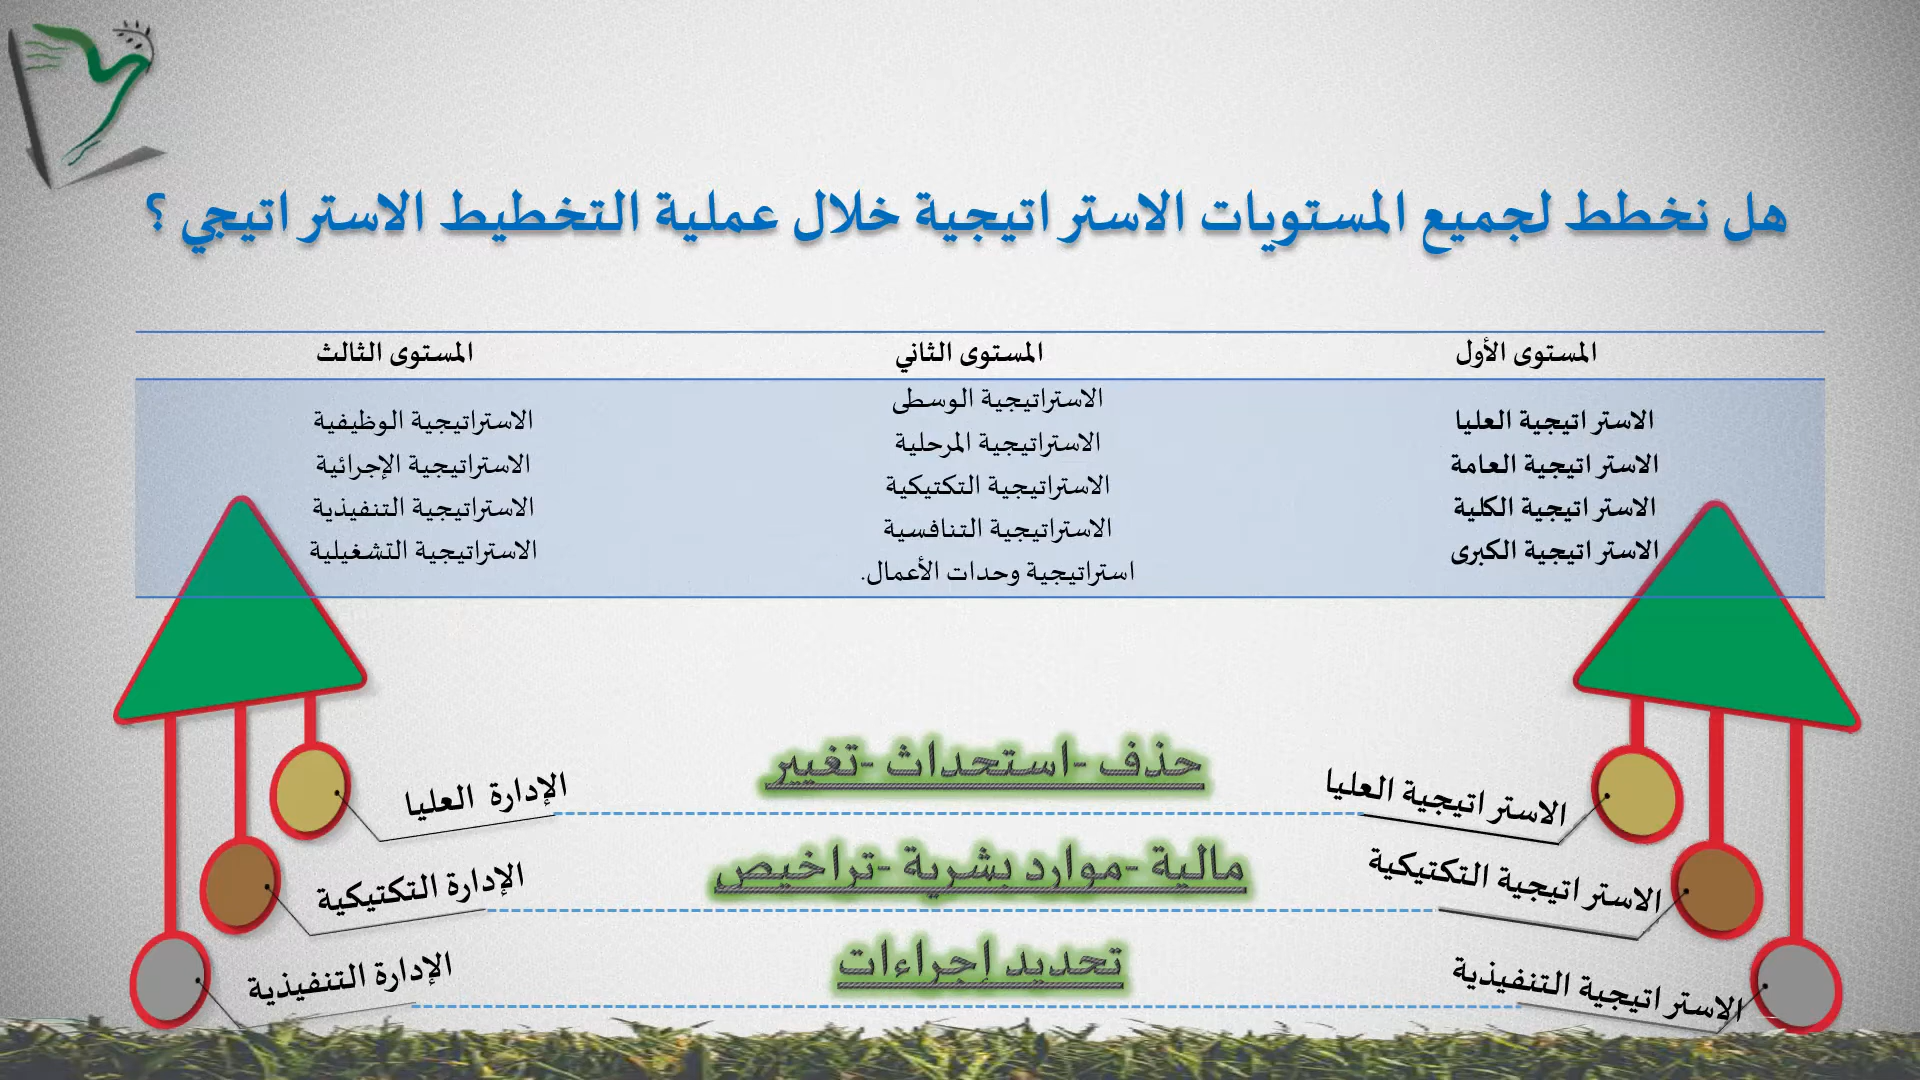 هل نخطط لجميع المستويات الاستراتيجية خلال عملية التخطيط الاستراتيجي ؟
المستوى الأول
المستوى الثاني
المستوى الثالث
الاستراتيجية العليا
الاستراتيجية العامة
الاستراتيجية الكلية
الاستراتيجية الكبرى
الاستراتيجية الوسطى
الاستراتيجية المرحلية
الاستراتيجية التكتيكية
الاستراتيجية التنافسية
استراتيجية وحدات الأعمال.
الاستراتيجية الوظيفية
الاستراتيجية الإجرائية
الاستراتيجية التنفيذية
الاستراتيجية التشغيلية
الاستراتيجية العليا
حذف -استحداث -تغيير
الإدارة العليا
الاستراتيجية التكتيكية
مالية -موارد بشرية -تراخيص
الإدارة التكتيكية
الاستراتيجية التنفيذية
تحديد إجراءات
الإدارة التنفيذية